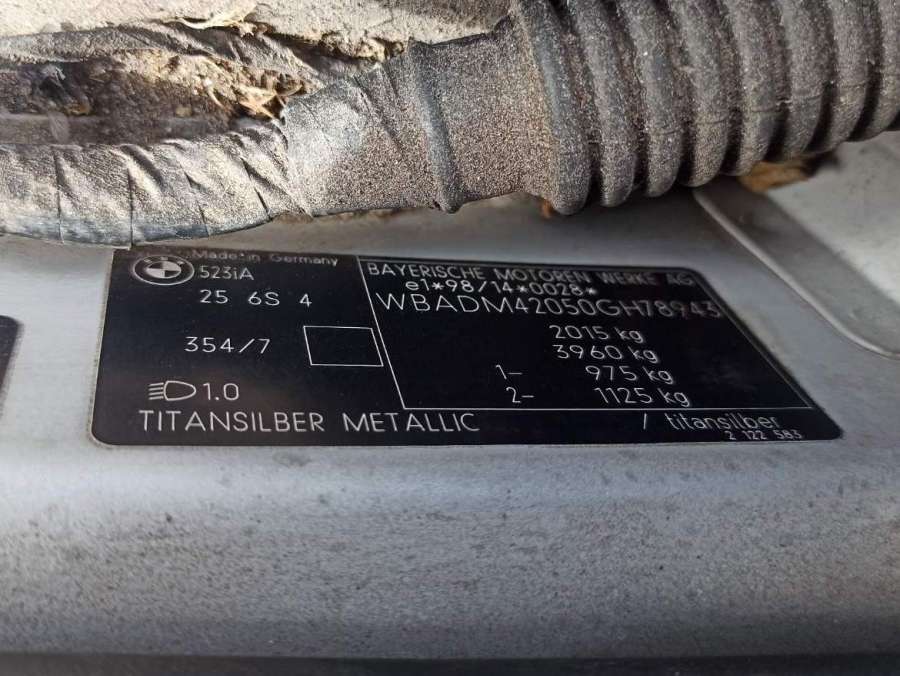 Made in Germany
523iA
25 6S 4
354/7
1.0
BAYERISCHE MOTOREN WERKE AG
e1*98/14*0028*
WBADM42050GH78943
2015 kg
3960 kg
1- 975 kg
2- 1125 kg
TITANSILBER METALLIC / titansilber
2 122 583